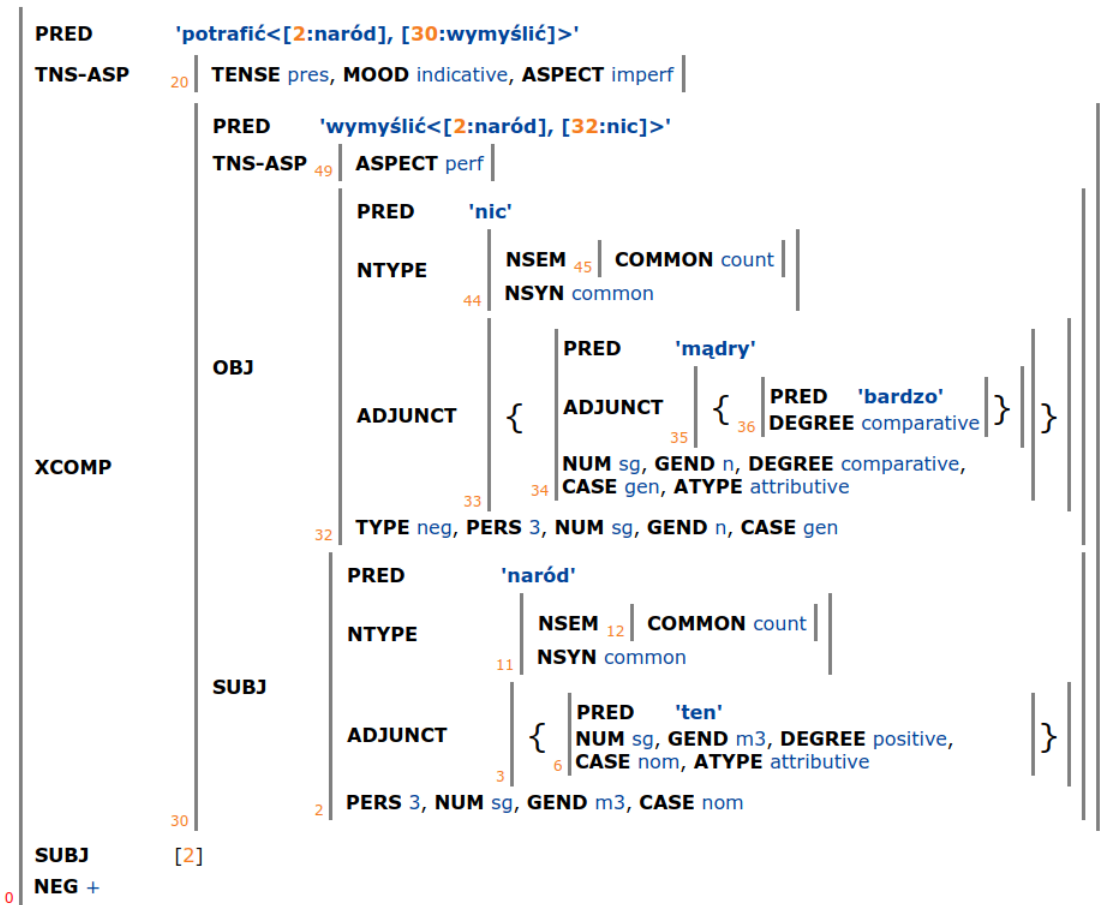 PRED 'potrafić<[2:naród], [30:wymyślić]>'
TNS-ASP 20 TENSE pres, MOOD indicative, ASPECT imperf
PRED 'wymyślić<[2:naród], [32:nic]>'
TNS-ASP 49 ASPECT perf
PRED 'nic'
NTYPE 44 NSEM 45 COMMON count
NSYN common
OBJ
PRED 'mądry'
ADJUNCT { ADJUNCT 35 { 36 PRED 'bardzo'
DEGREE comparative } }
XCOMP
33 34 NUM sg, GEND n, DEGREE comparative,
CASE gen, ATYPE attributive
32 TYPE neg, PERS 3, NUM sg, GEND n, CASE gen
PRED 'naród'
NTYPE 11 NSEM 12 COMMON count
NSYN common
SUBJ
ADJUNCT 3 { 6 PRED 'ten'
NUM sg, GEND m3, DEGREE positive,
CASE nom, ATYPE attributive }
30 2 PERS 3, NUM sg, GEND m3, CASE nom
SUBJ [2]
0 NEG +